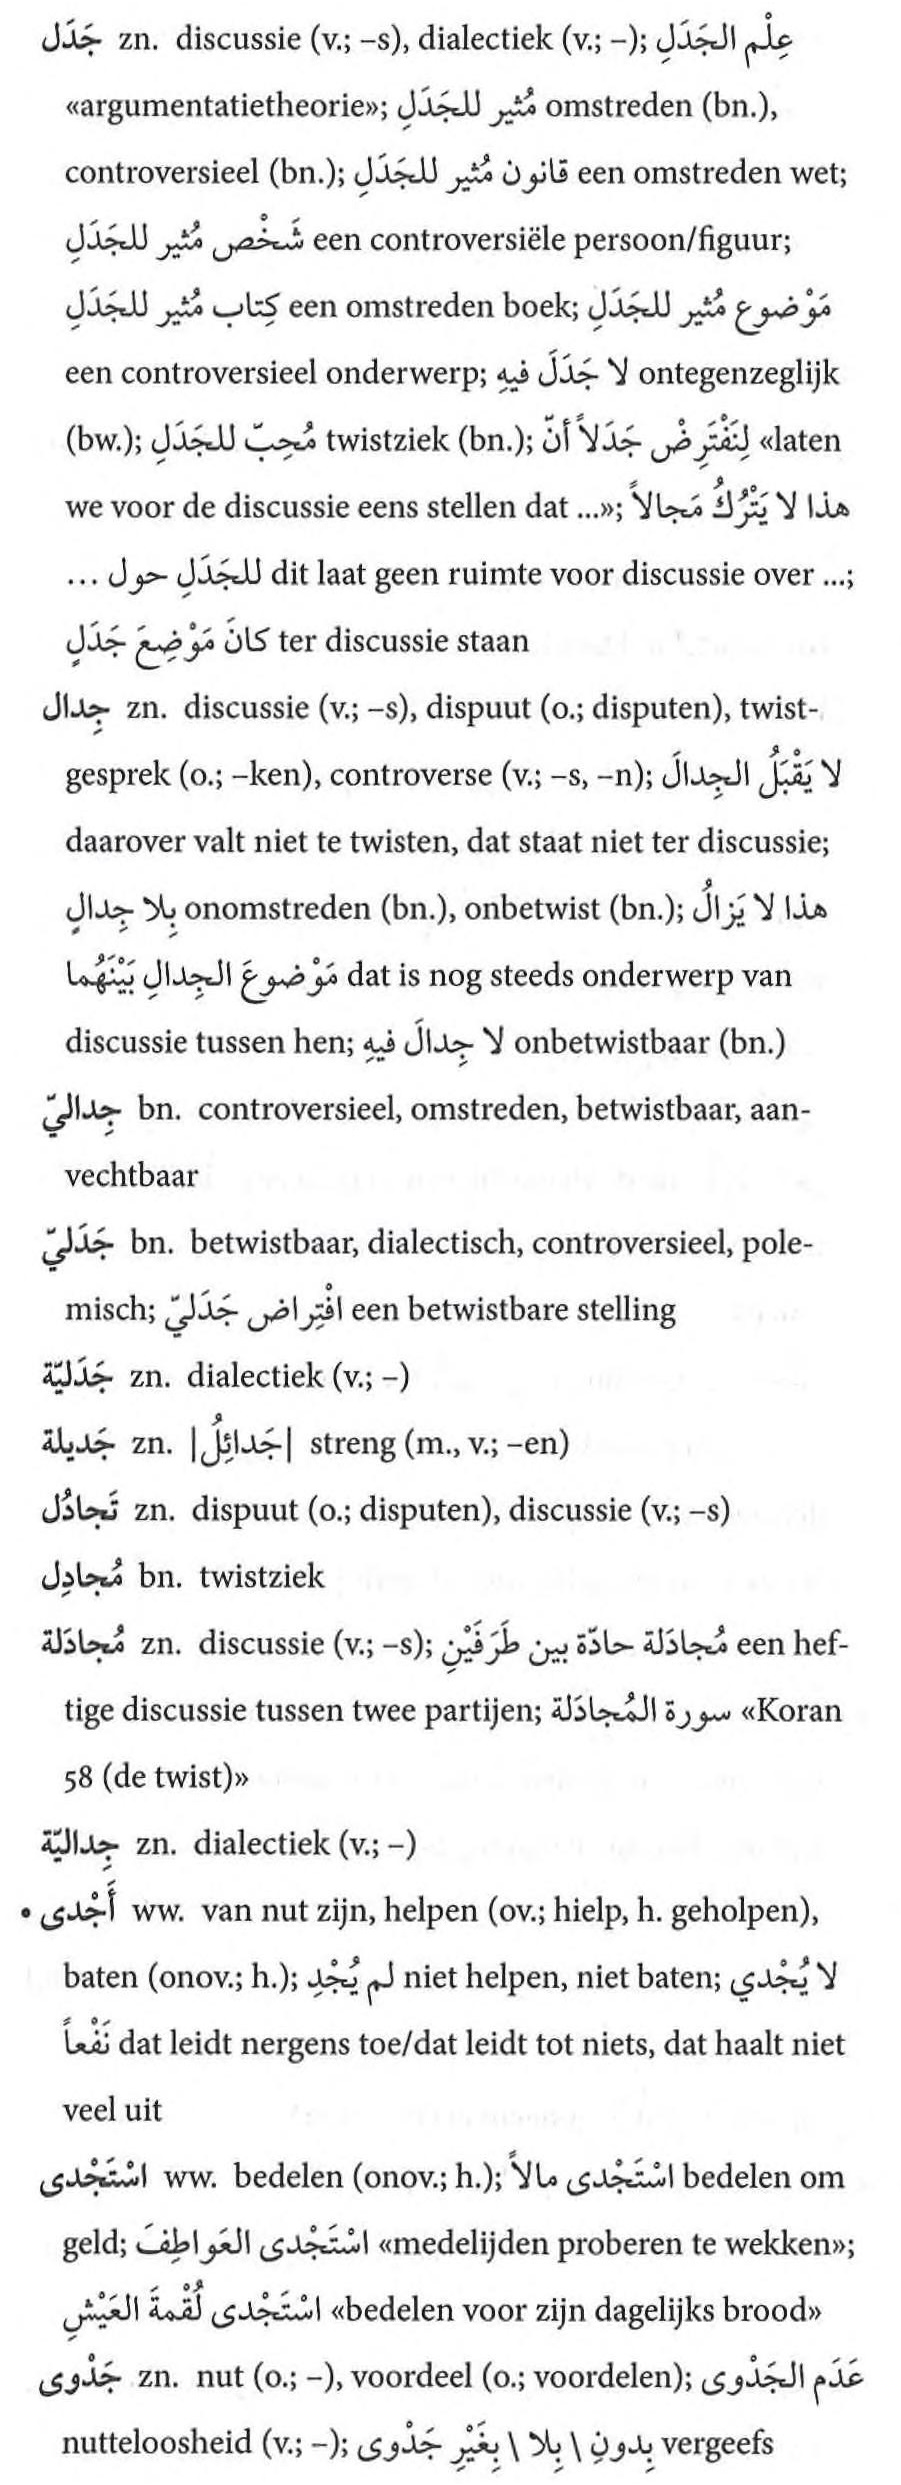 جَدَل zn. discussie (v.; –s), dialectiek (v.; –); عِلْم الجَدَلِ
«argumentatietheorie»; مُثير للجَدَلِ omstreden (bn.),
controversieel (bn.); قانون مُثير للجَدَلِ een omstreden wet;
شَخْص مُثير للجَدَلِ een controversiële persoon/figuur;
كِتاب مُثير للجَدَلِ een omstreden boek; مَوْضوع مُثير للجَدَلِ
een controversieel onderwerp; لا جَدَلَ فيهِ ontegenzeglijk
(bw.); مُحِبّ للجَدَلِ twistziek (bn.); لِنَفْتَرِضْ جَدَلاً أنّ «laten
we voor de discussie eens stellen dat ...»; هذا لا يَتْرُكُ مَجالاً
للجَدَلِ حول ... dit laat geen ruimte voor discussie over ...;
كانَ مَوْضِعَ جَدَلٍ ter discussie staan
جِدال zn. discussie (v.; –s), dispuut (o.; disputen), twist-
gesprek (o.; –ken), controverse (v.; –s, –n); لا يَقْبَلُ الجِدالَ
daarover valt niet te twisten, dat staat niet ter discussie;
بِلا جِدالٍ onomstreden (bn.), onbetwist (bn.); هذا لا يَزالُ
مَوْضوعَ الجِدالِ بَيْنَهُما dat is nog steeds onderwerp van
discussie tussen hen; لا جِدالَ فيهِ onbetwistbaar (bn.)
جِداليّ bn. controversieel, omstreden, betwistbaar, aan-
vechtbaar
جَدَليّ bn. betwistbaar, dialectisch, controversieel, pole-
misch; افْتِراض جَدَليّ een betwistbare stelling
جَدَليّة zn. dialectiek (v.; –)
جَديلة zn. |جَدائِلُ| streng (m., v.; –en)
تَجادُل zn. dispuut (o.; disputen), discussie (v.; –s)
مُجادِل bn. twistziek
مُجادَلة zn. discussie (v.; –s); مُجادَلة حادّة بين طَرَفَيْنِ een hef-
tige discussie tussen twee partijen; سورة المُجادَلة «Koran
58 (de twist)»
جِداليّة zn. dialectiek (v.; –)
• أَجْدى ww. van nut zijn, helpen (ov.; hielp, h. geholpen),
baten (onov.; h.); لم يُجْدِ niet helpen, niet baten; لا يُجْدي
نَفْعاً dat leidt nergens toe/dat leidt tot niets, dat haalt niet
veel uit
اسْتَجْدى ww. bedelen (onov.; h.); اسْتَجْدى مالاً bedelen om
geld; اسْتَجْدى العَواطِفَ «medelijden proberen te wekken»;
اسْتَجْدى لُقْمةَ العَيْشِ «bedelen voor zijn dagelijks brood»
جَدْوى zn. nut (o.; –), voordeel (o.; voordelen); عَدَم الجَدْوى
nutteloosheid (v.; –); بِدونِ \ بِلا \ بِغَيْرِ جَدْوى vergeefs